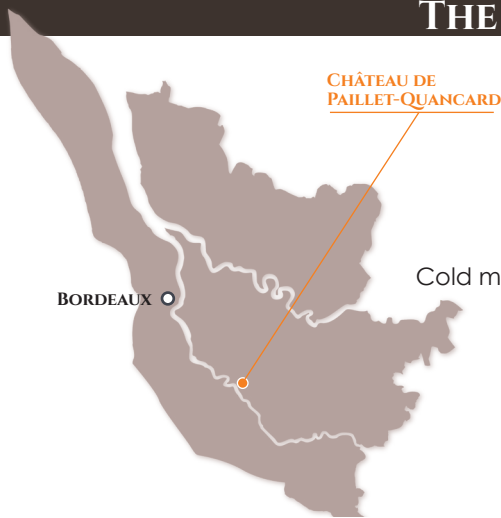 THE
CHÂTEAU DE
PAILLET-QUANCARD
Cold m
BORDEAUX